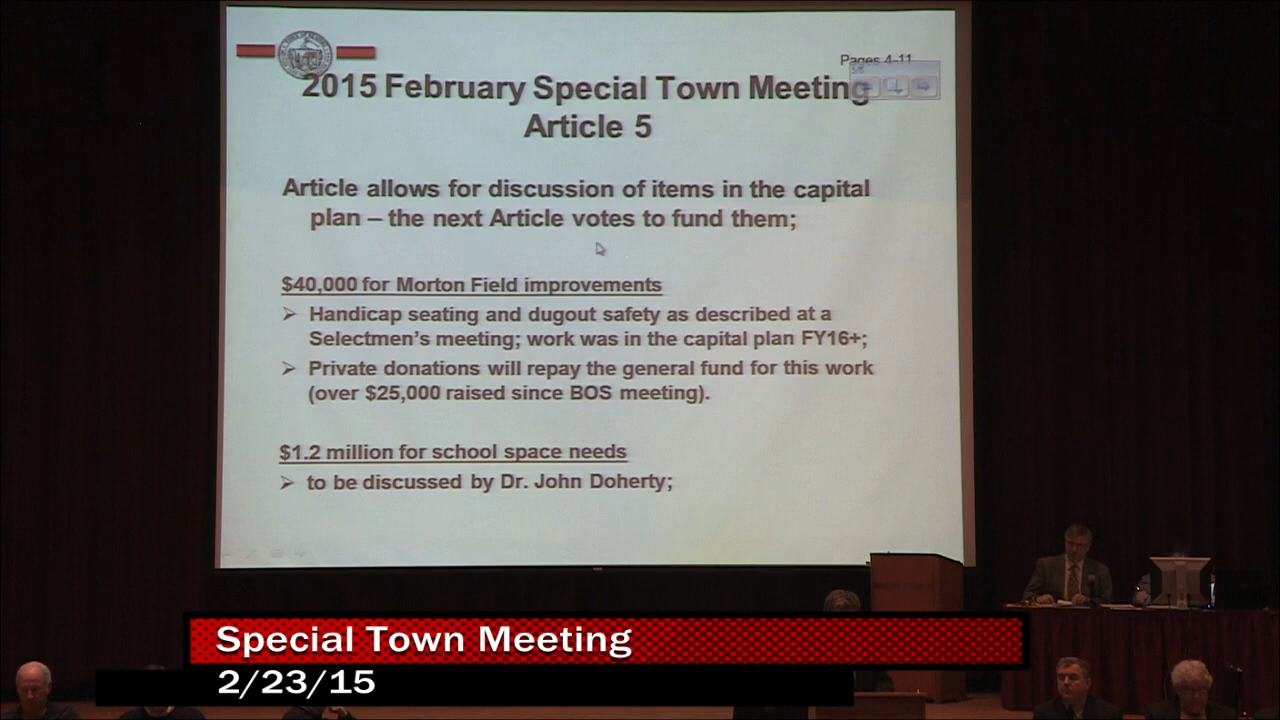 Pages 4-11
2015 February Special Town Meeting
Article 5
Article allows for discussion of items in the capital
plan – the next Article votes to fund them;
$40,000 for Morton Field improvements
➢ Handicap seating and dugout safety as described at a
Selectmen's meeting; work was in the capital plan FY16+;
➢ Private donations will repay the general fund for this work
(over $25,000 raised since BOS meeting).
$1.2 million for school space needs
➢ to be discussed by Dr. John Doherty;
Special Town Meeting
2/23/15